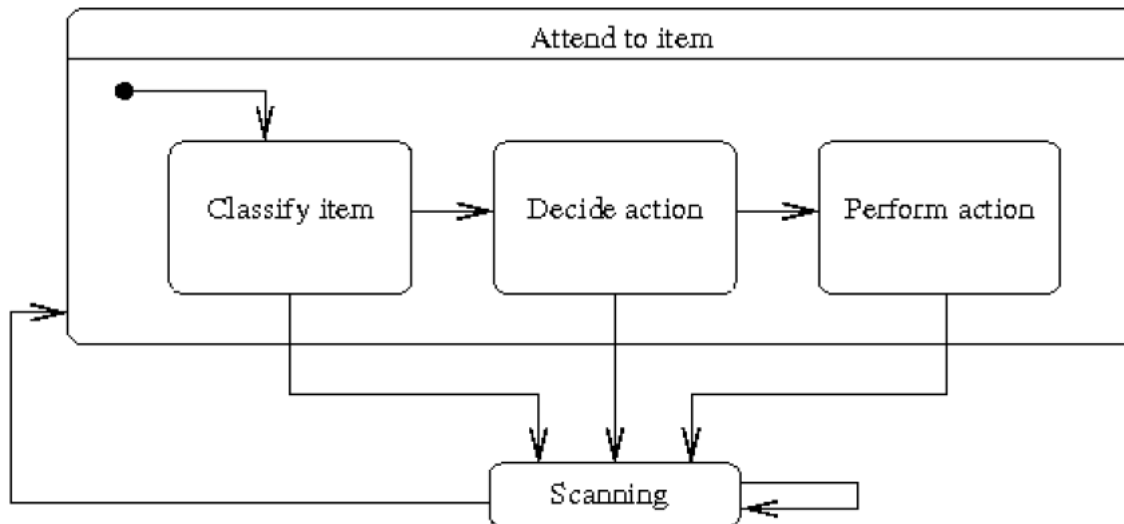 Attend to item
Classify item
Decide action
Perform action
Scanning